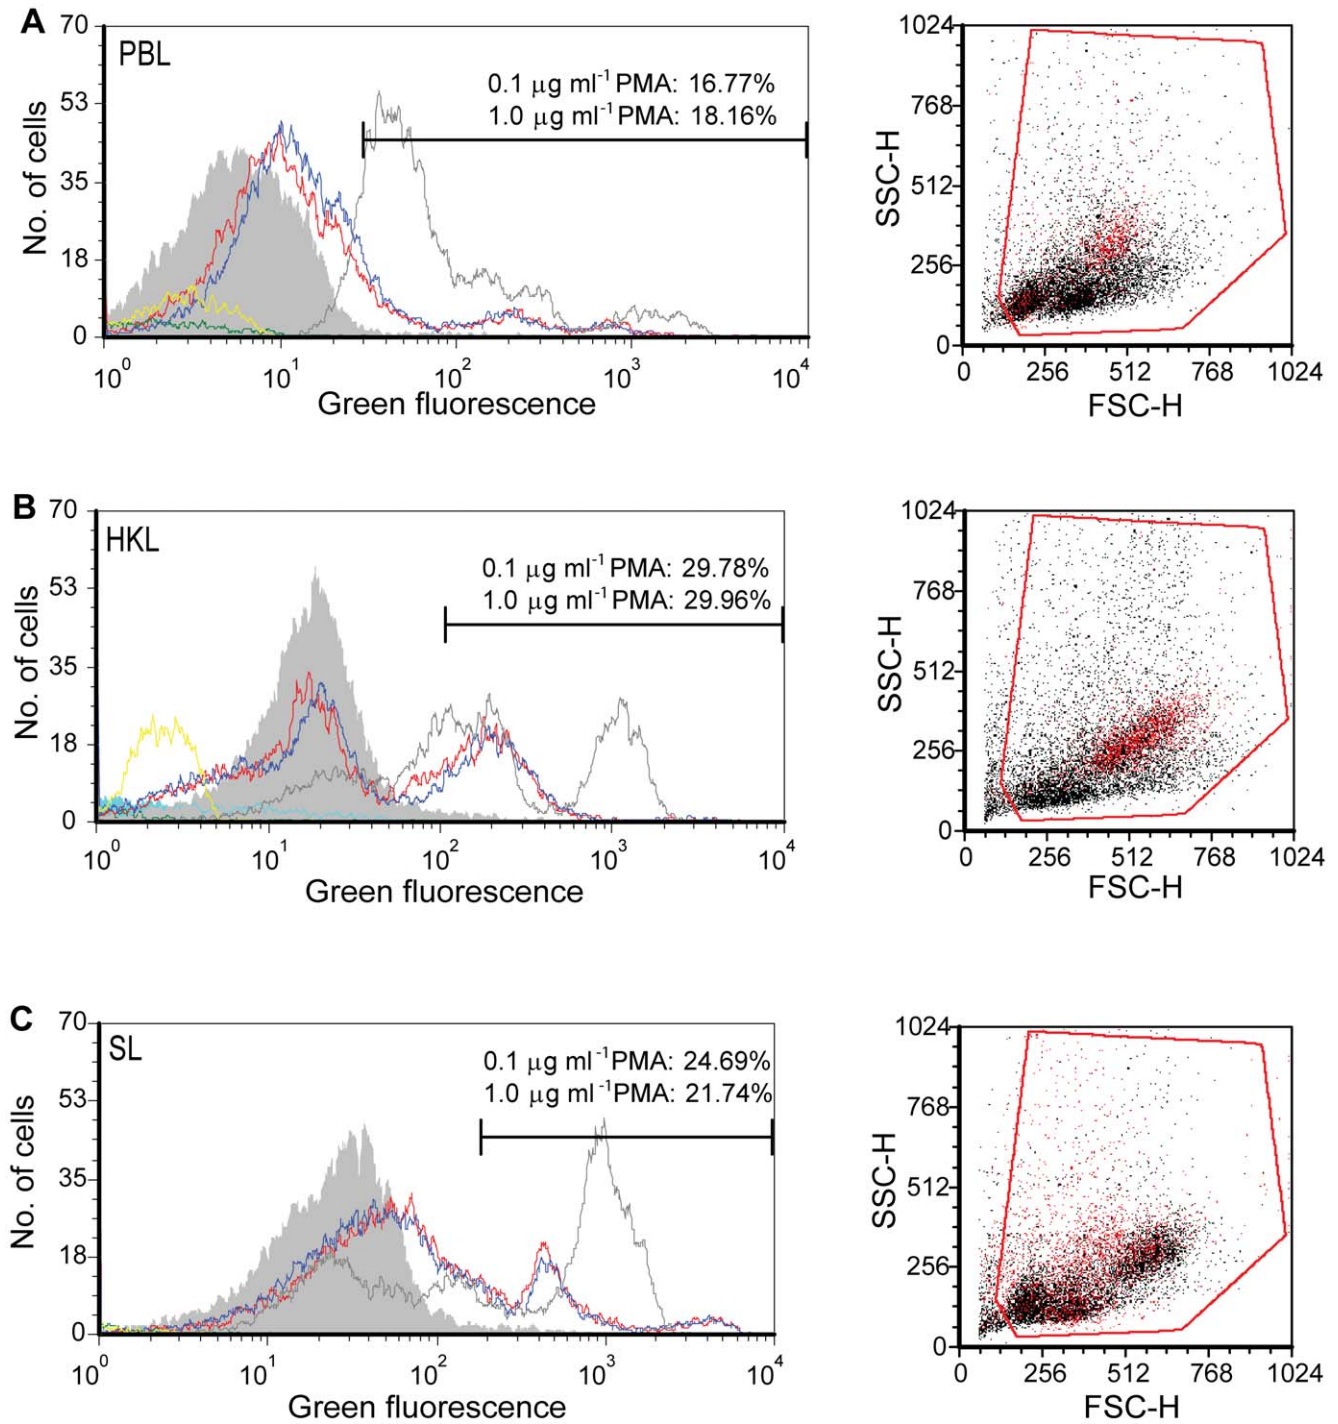 A
PBL
0.1 μg ml⁻¹ PMA: 16.77%
1.0 μg ml⁻¹ PMA: 18.16%
70
53
35
18
0
No. of cells
10⁰ 10¹ 10² 10³ 10⁴
Green fluorescence
1024
768
512
256
0
SSC-H
0 256 512 768 1024
FSC-H
B
HKL
0.1 μg ml⁻¹ PMA: 29.78%
1.0 μg ml⁻¹ PMA: 29.96%
70
53
35
18
0
No. of cells
10⁰ 10¹ 10² 10³ 10⁴
Green fluorescence
1024
768
512
256
0
SSC-H
0 256 512 768 1024
FSC-H
C
SL
0.1 μg ml⁻¹PMA: 24.69%
1.0 μg ml⁻¹PMA: 21.74%
70
53
35
18
0
No. of cells
10⁰ 10¹ 10² 10³ 10⁴
Green fluorescence
1024
768
512
256
0
SSC-H
0 256 512 768 1024
FSC-H